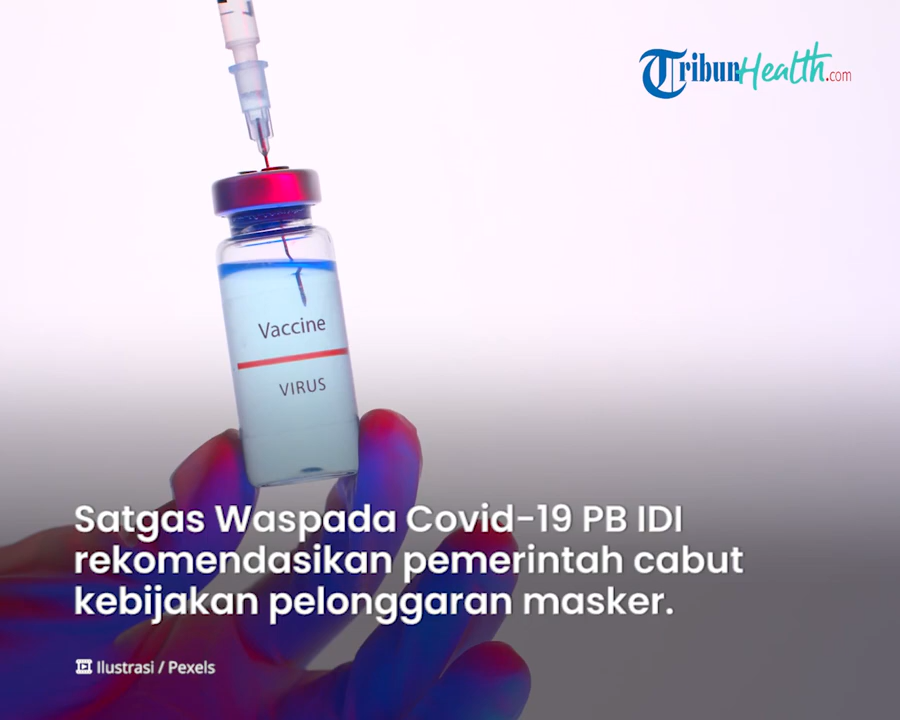 TribunHealth.com
Vaccine
VIRUS
Satgas Waspada Covid-19 PB IDI
rekomendasikan pemerintah cabut
kebijakan pelonggaran masker.
Ilustrasi / Pexels